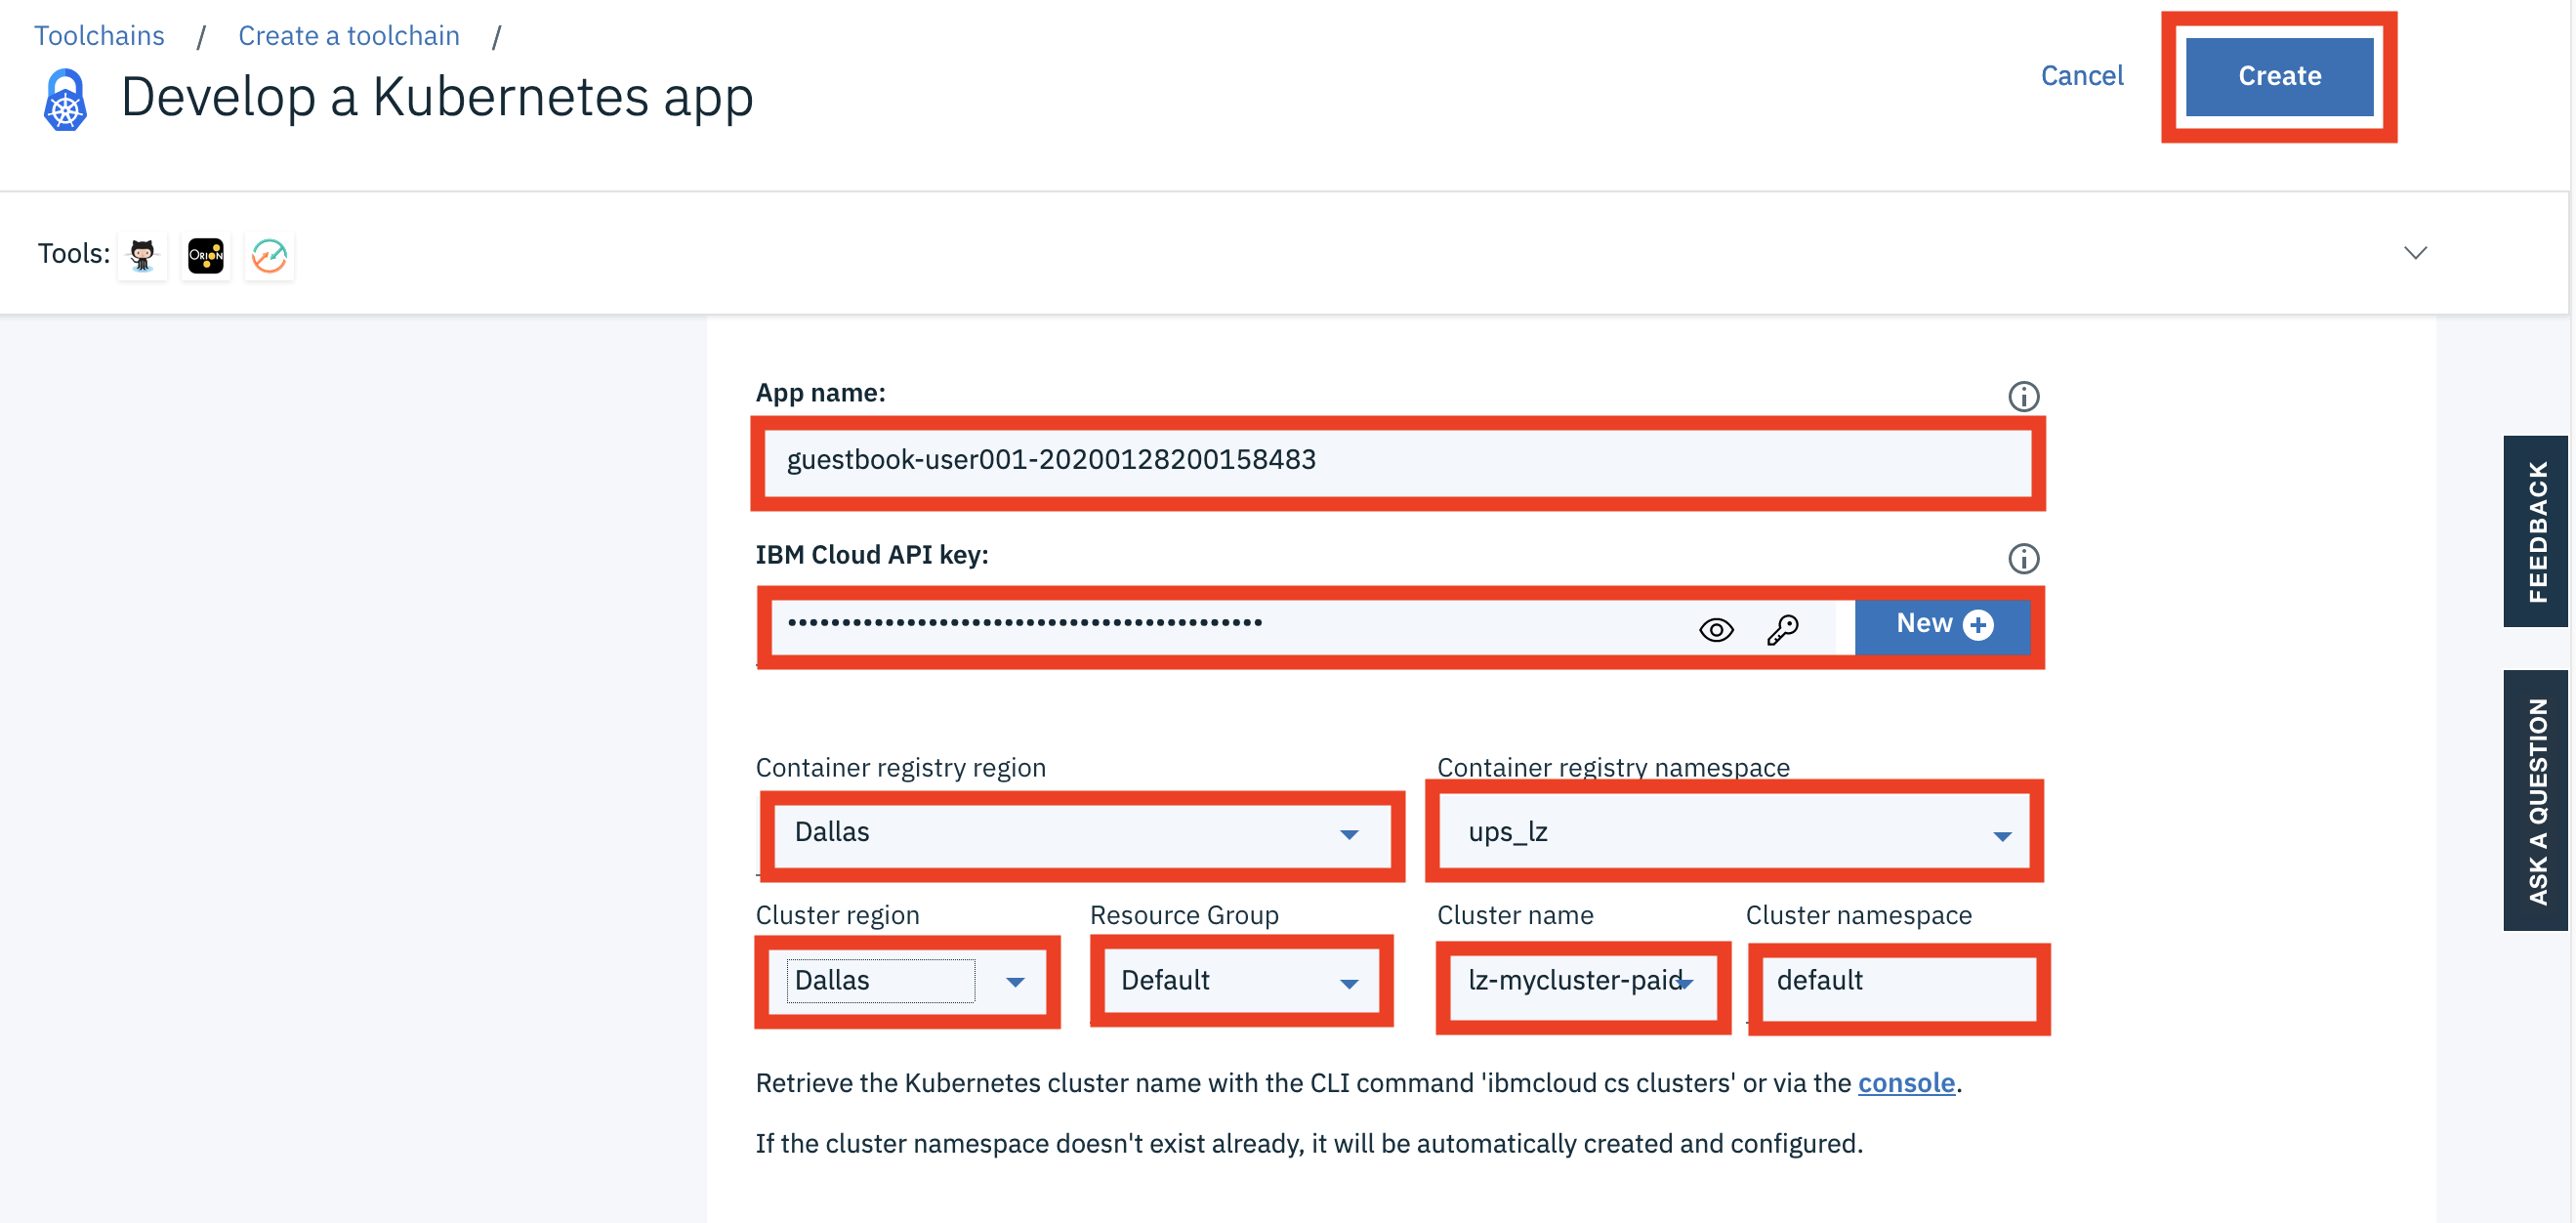 Toolchains / Create a toolchain /
Develop a Kubernetes app
Cancel
Create
Tools:
ORION
App name:
guestbook-user001-20200128200158483
IBM Cloud API key:
••••••••••••••••••••••••••••••••••••••••••••
New
Container registry region
Container registry namespace
Dallas
ups_lz
Cluster region
Resource Group
Cluster name
Cluster namespace
Dallas
Default
lz-mycluster-paid
default
Retrieve the Kubernetes cluster name with the CLI command 'ibmcloud cs clusters' or via the console.
If the cluster namespace doesn't exist already, it will be automatically created and configured.
FEEDBACK
ASK A QUESTION